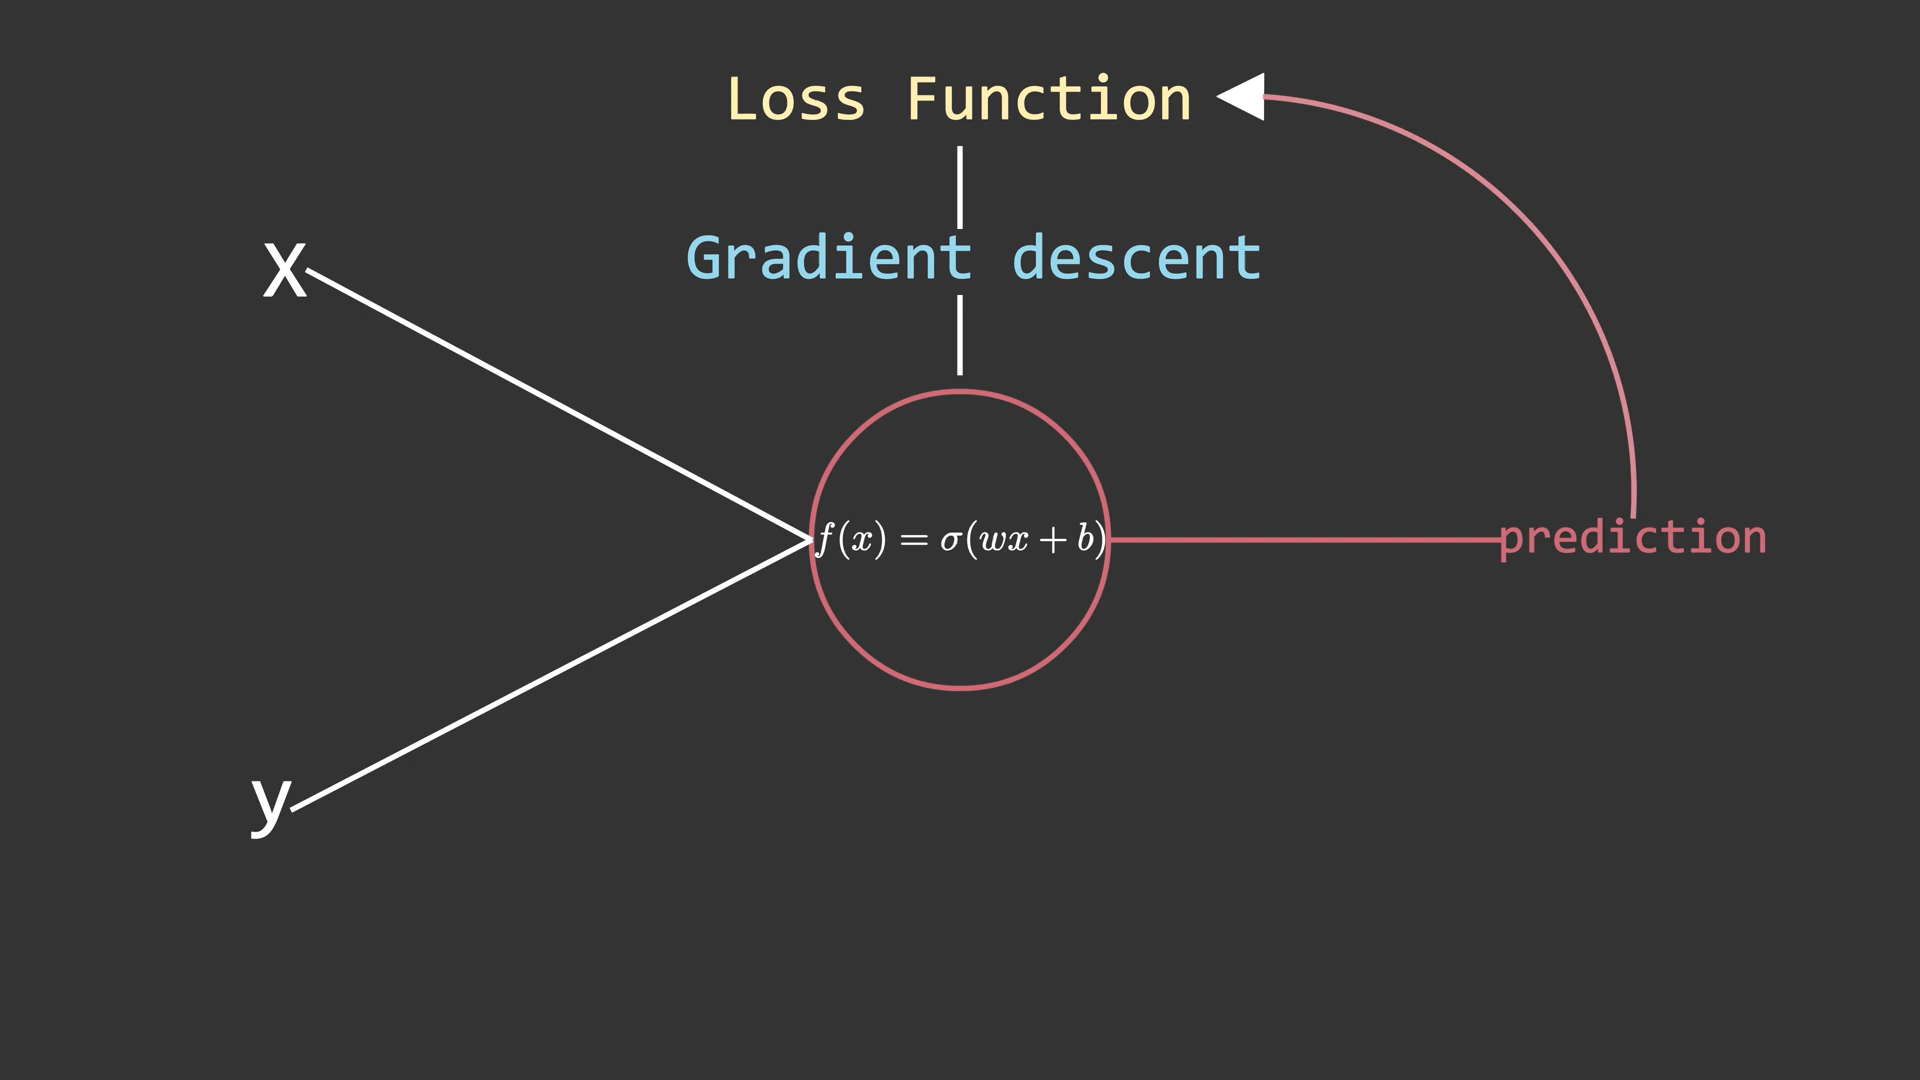 Loss Function
Gradient descent
x
f(x) = σ(wx + b)
prediction
y